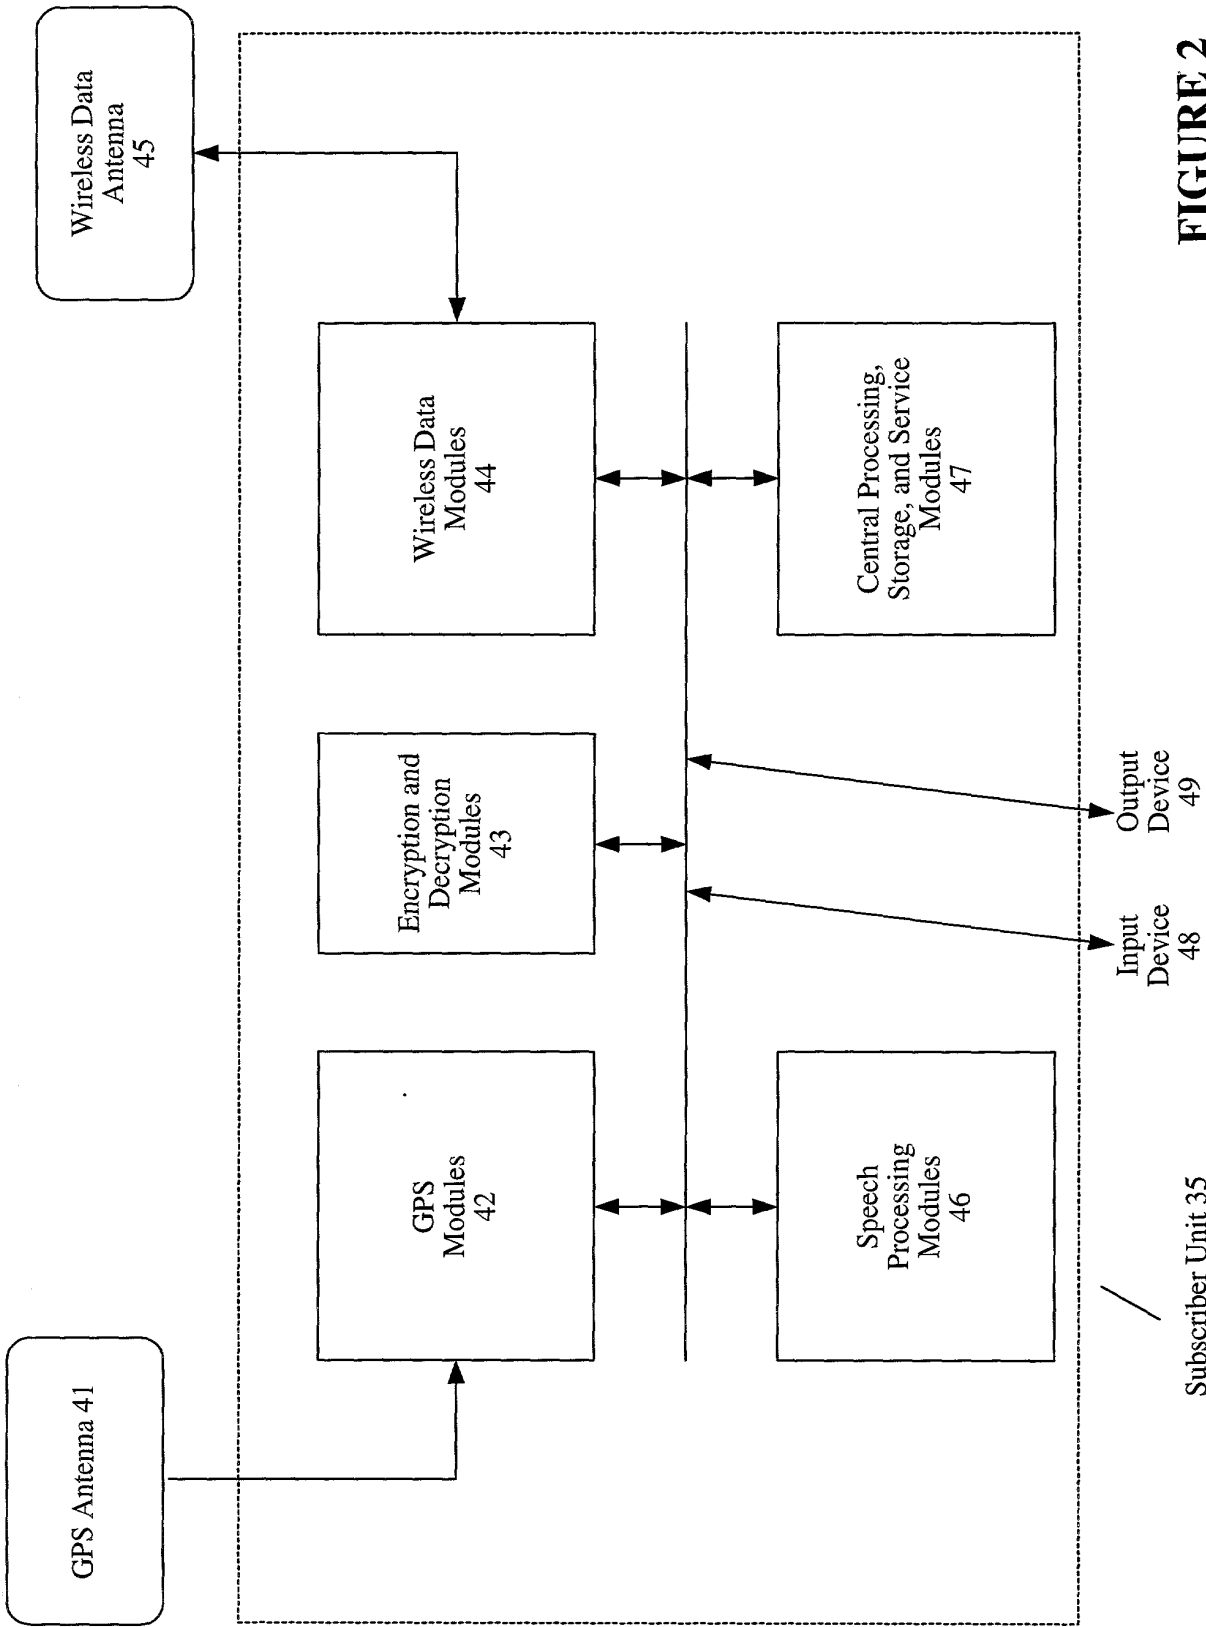 GPS Antenna 41
Wireless Data
Antenna
45
GPS
Modules
42
Encryption and
Decryption
Modules
43
Wireless Data
Modules
44
Speech
Processing
Modules
46
Central Processing,
Storage, and Service
Modules
47
Input
Device
48
Output
Device
49
Subscriber Unit 35
FIGURE 2